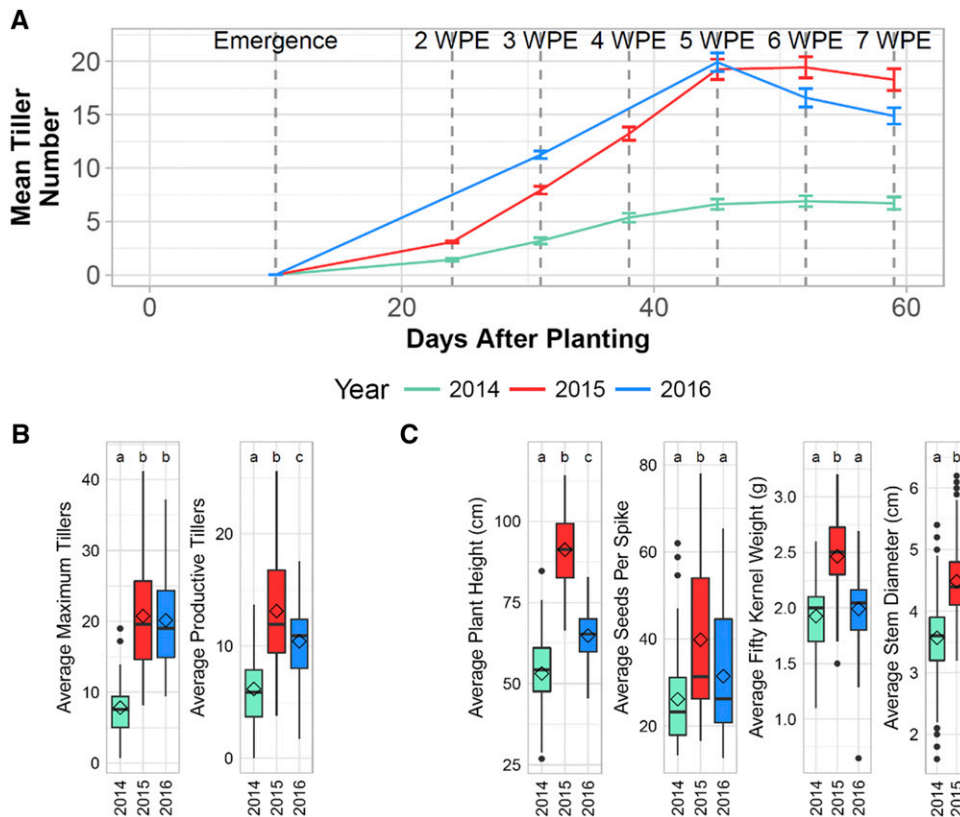 A
Emergence 2 WPE 3 WPE 4 WPE 5 WPE 6 WPE 7 WPE
20
15
10
5
0
Mean Tiller
Number
0 20 40 60
Days After Planting
Year 2014 2015 2016
B
Average Maximum Tillers
40
30
20
10
0
a b b
2014 2015 2016
Average Productive Tillers
20
10
0
a b c
2014 2015 2016
C
Average Plant Height (cm)
100
75
50
25
a b c
2014 2015 2016
Average Seeds Per Spike
80
60
40
20
a b a
2014 2015 2016
Average Fifty Kernel Weight (g)
3.0
2.5
2.0
1.5
1.0
a b a
2014 2015 2016
Average Stem Diameter (cm)
6
5
4
3
2
a b
2014 2015